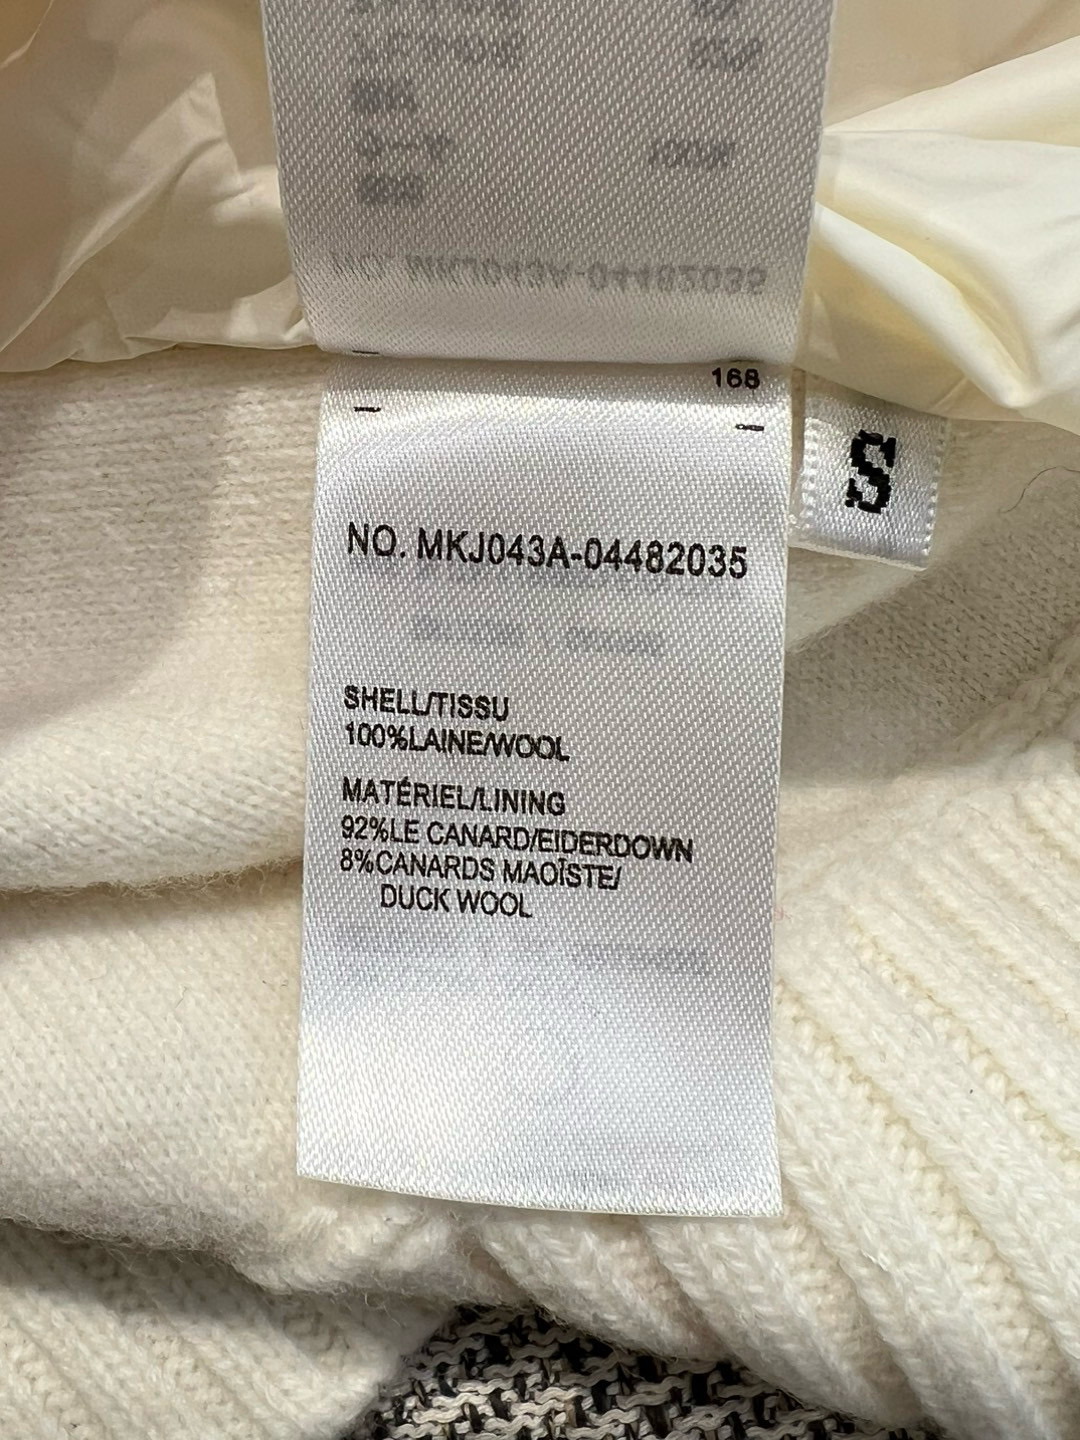 168
S
NO. MKJ043A-04482035
SHELL/TISSU
100%LAINE/WOOL
MATÉRIEL/LINING
92%LE CANARD/EIDERDOWN
8%CANARDS MAOÏSTE/
DUCK WOOL